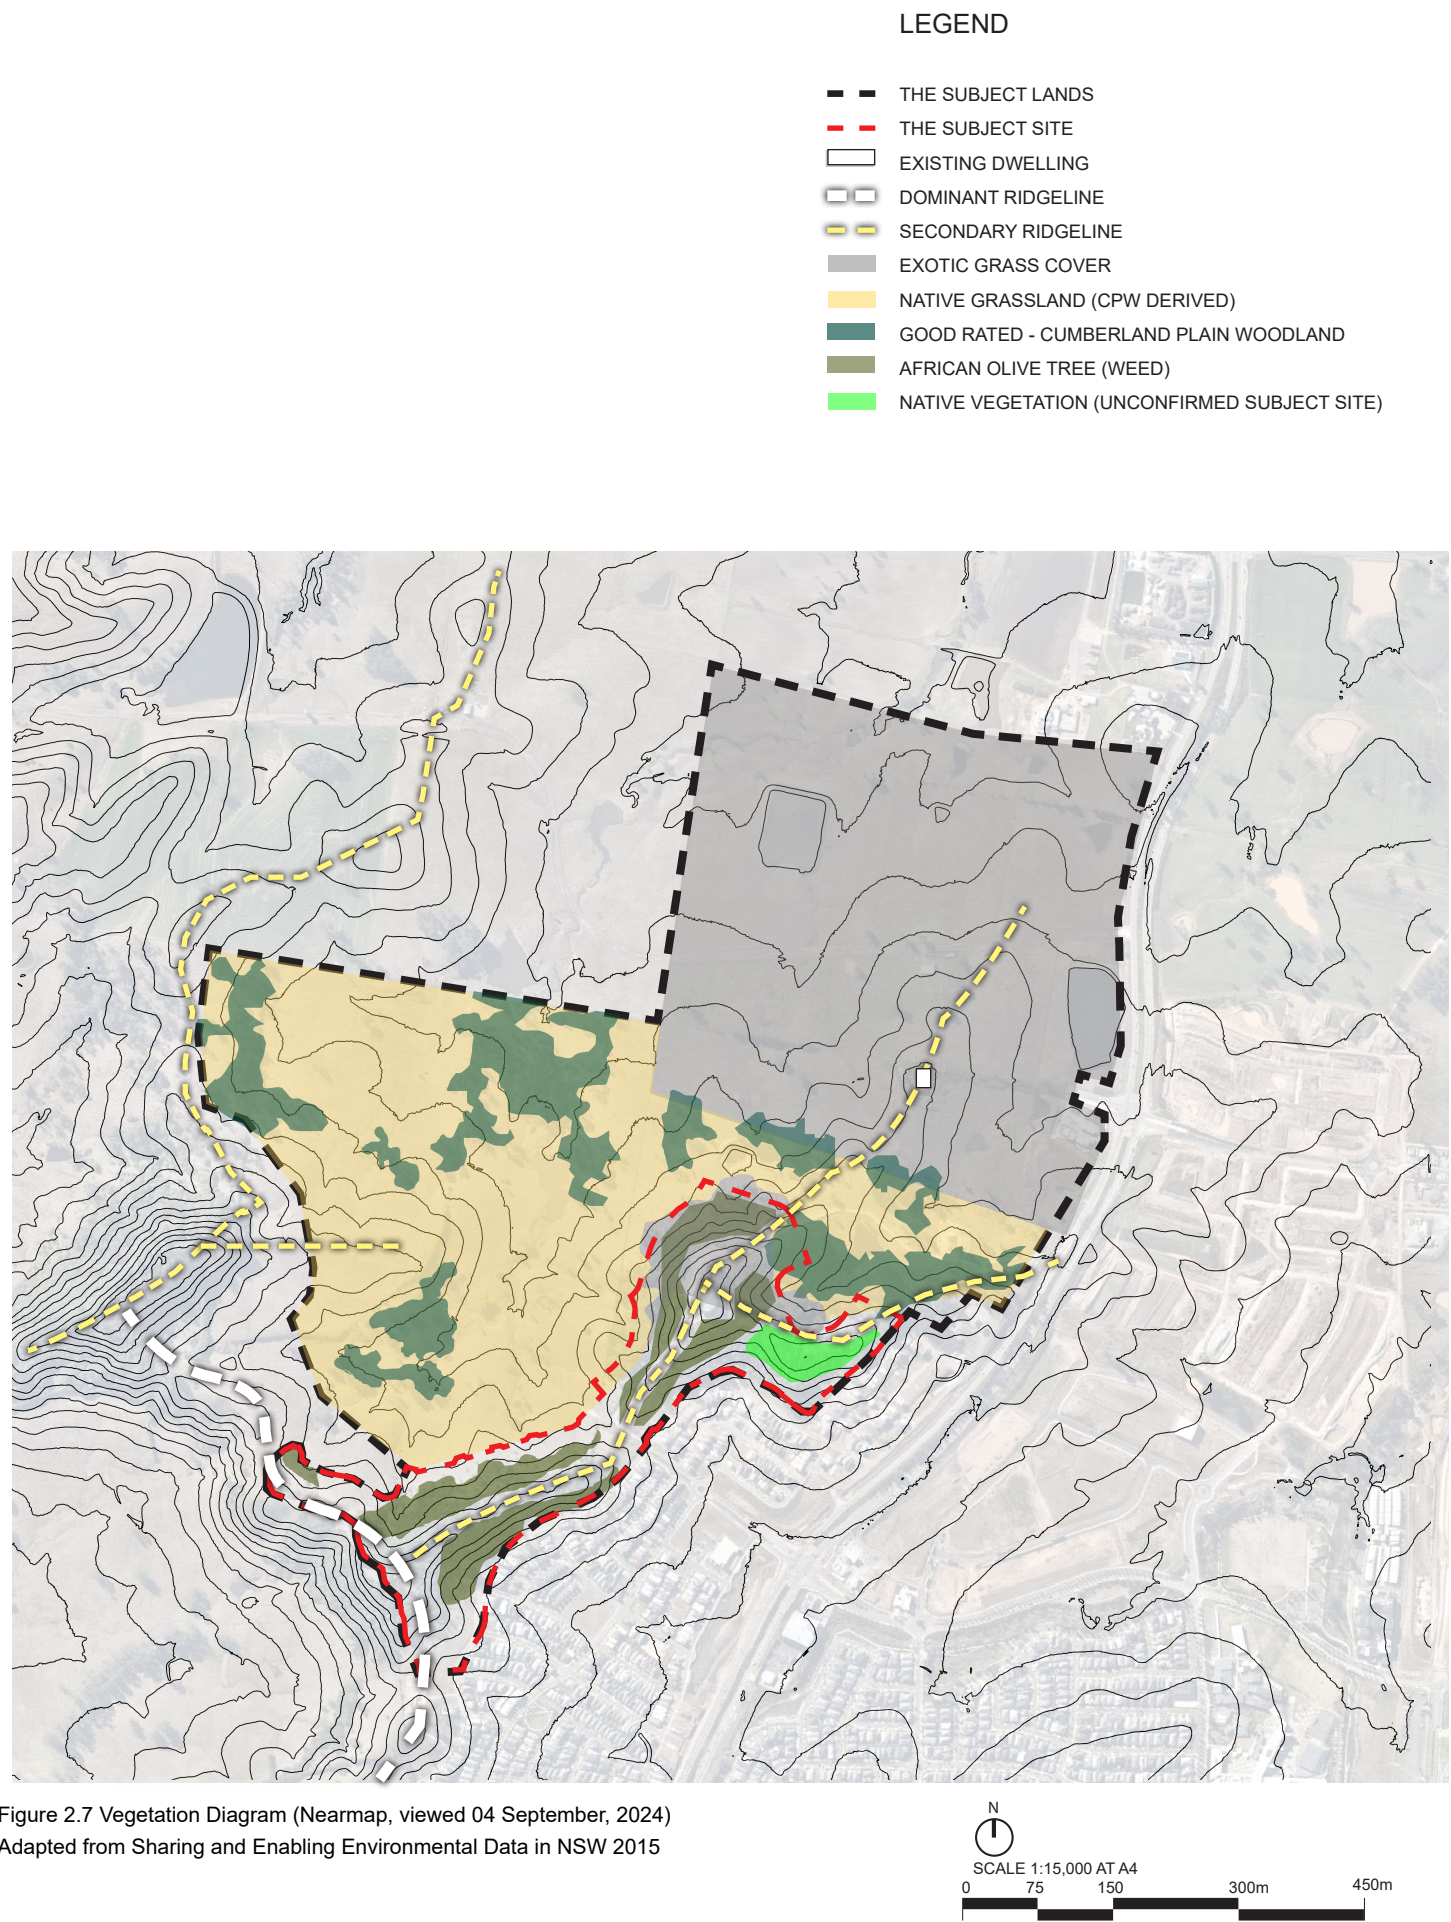 LEGEND
THE SUBJECT LANDS
THE SUBJECT SITE
EXISTING DWELLING
DOMINANT RIDGELINE
SECONDARY RIDGELINE
EXOTIC GRASS COVER
NATIVE GRASSLAND (CPW DERIVED)
GOOD RATED - CUMBERLAND PLAIN WOODLAND
AFRICAN OLIVE TREE (WEED)
NATIVE VEGETATION (UNCONFIRMED SUBJECT SITE)
Figure 2.7 Vegetation Diagram (Nearmap, viewed 04 September, 2024)
Adapted from Sharing and Enabling Environmental Data in NSW 2015
N
SCALE 1:15,000 AT A4
0 75 150 300m 450m